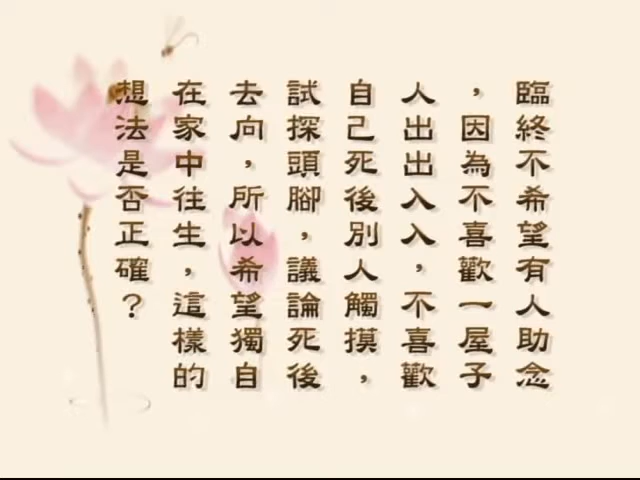 臨終不希望有人助念
，因為不喜歡一屋子
人出出入入，不喜歡
自己死後別人觸摸，
試探頭腳，議論死後
去向，所以希望獨自
在家中往生，這樣的
想法是否正確？